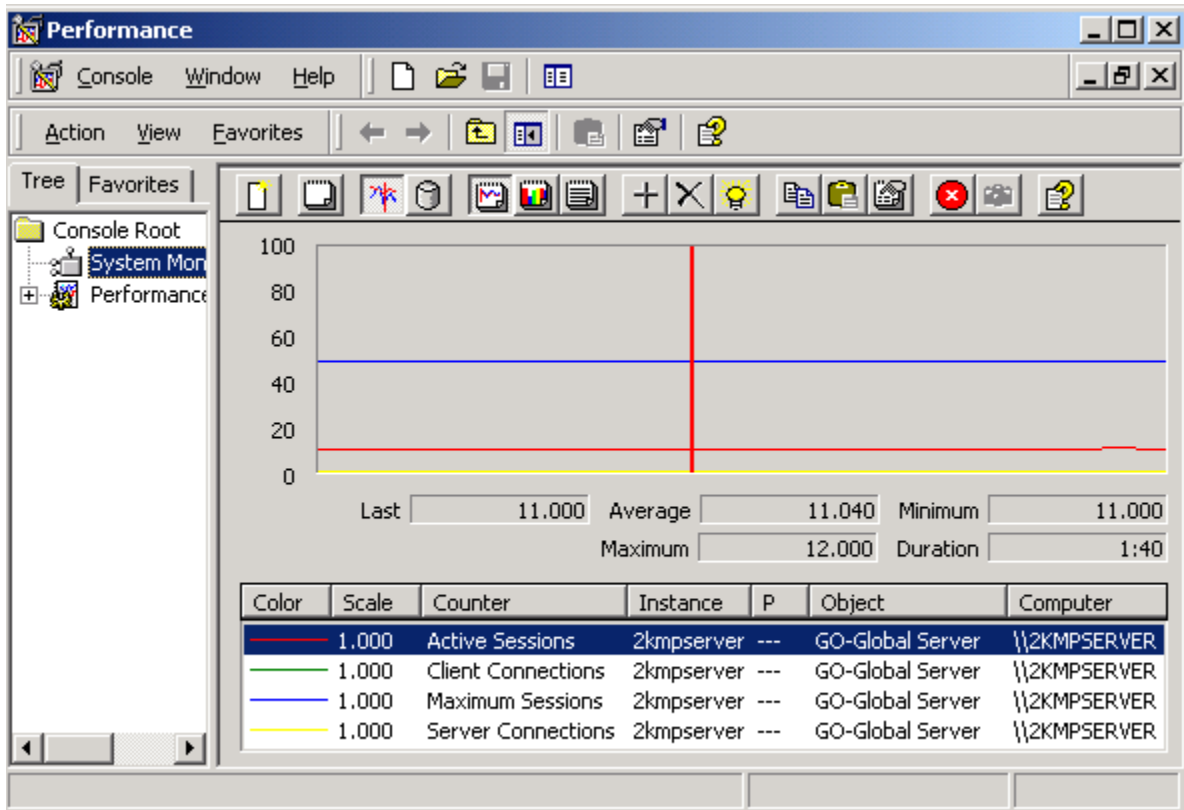 Performance
Console Window Help
Action View Favorites
Tree Favorites
Console Root
System Mon
Performance
100
80
60
40
20
0
Last 11.000 Average 11.040 Minimum 11.000
Maximum 12.000 Duration 1:40
Color Scale Counter Instance P Object Computer
1.000 Active Sessions 2kmpserver --- GO-Global Server \\2KMPSERVER
1.000 Client Connections 2kmpserver --- GO-Global Server \\2KMPSERVER
1.000 Maximum Sessions 2kmpserver --- GO-Global Server \\2KMPSERVER
1.000 Server Connections 2kmpserver --- GO-Global Server \\2KMPSERVER